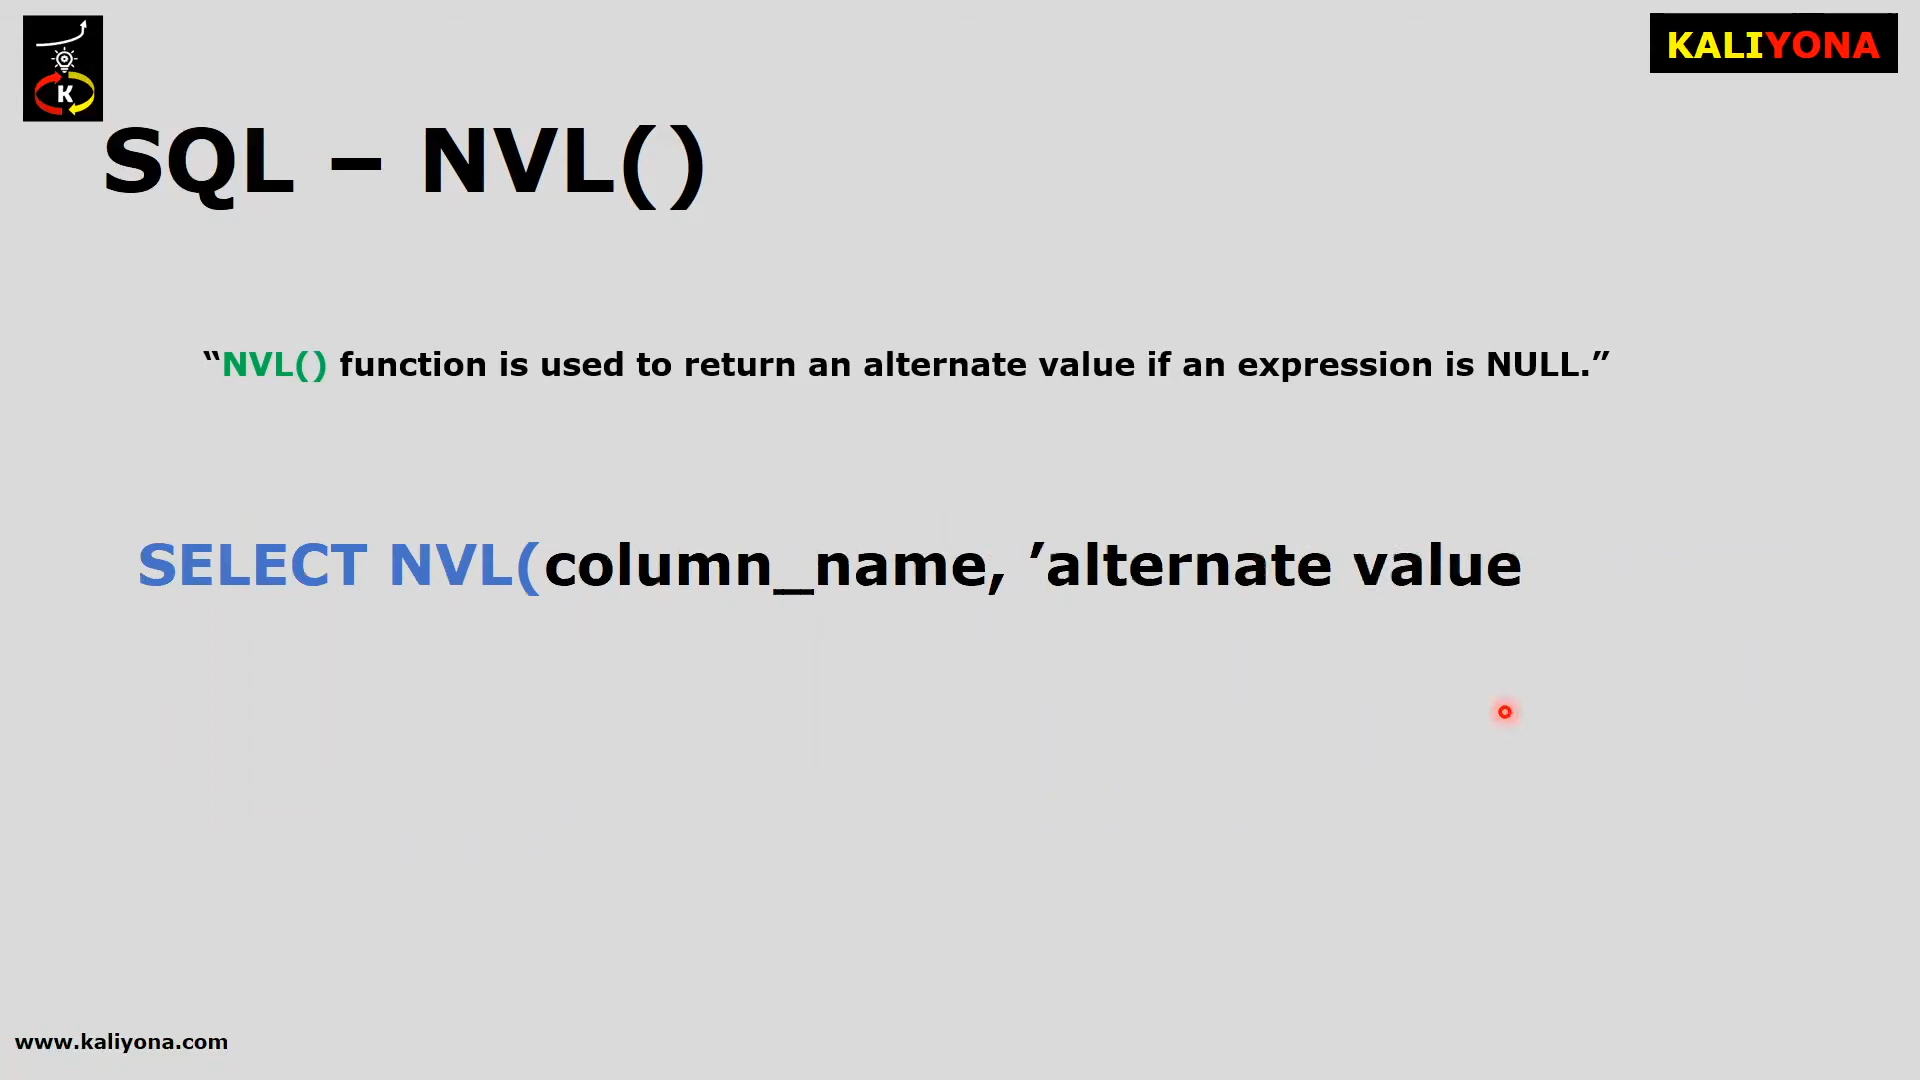 K
KALIYONA
SQL – NVL()
“NVL() function is used to return an alternate value if an expression is NULL.”
SELECT NVL(column_name, ’alternate value
www.kaliyona.com